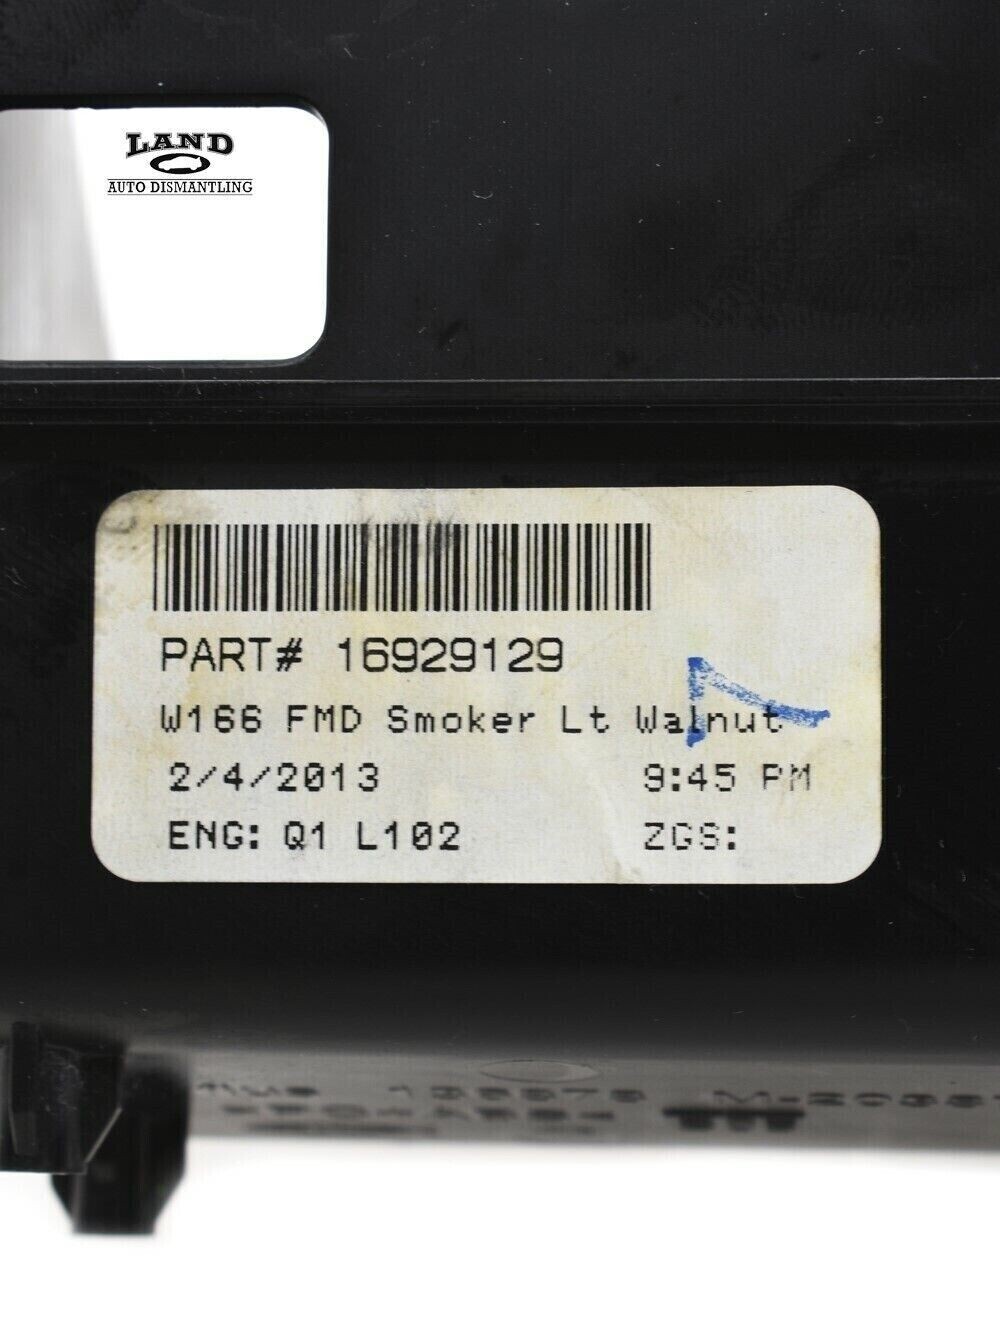 LAND
AUTO DISMANTLING
PART# 16929129
W166 FMD Smoker Lt Walnut
2/4/2013 9:45 PM
ENG: Q1 L102 ZGS: